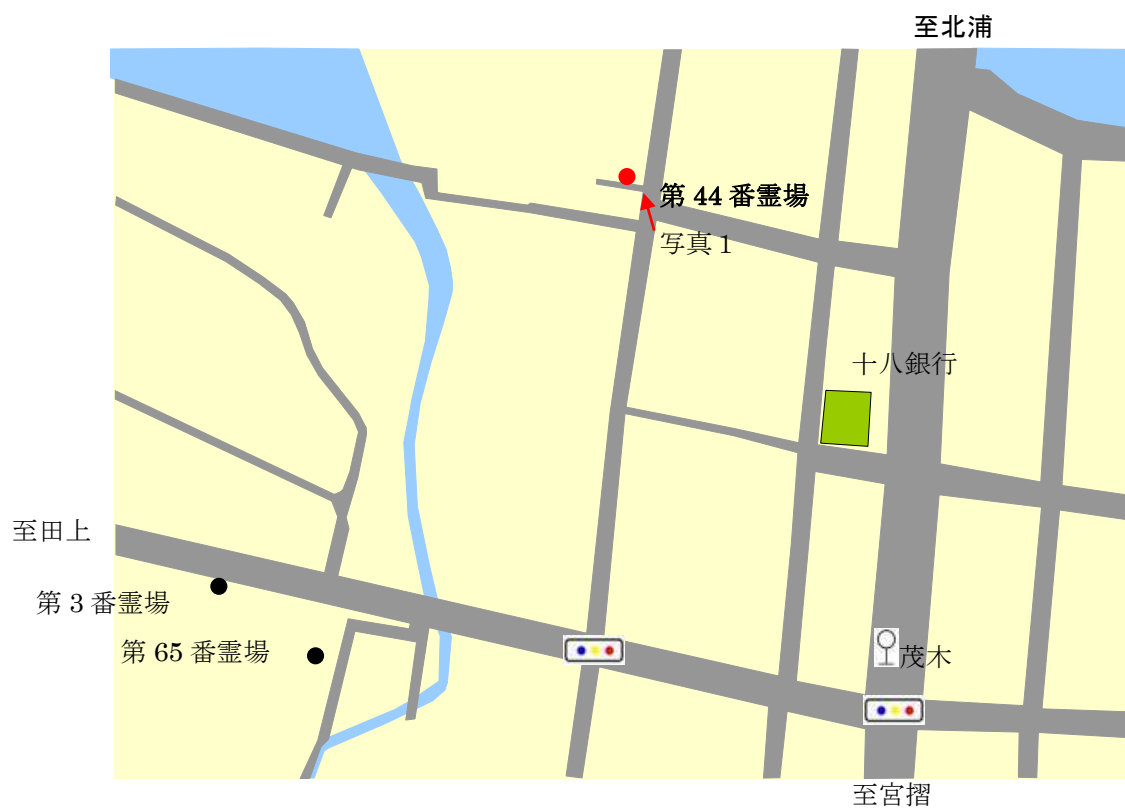 至北浦
第 44 番霊場
写真 1
十八銀行
至田上
第 3 番霊場
第 65 番霊場
茂木
至宮摺